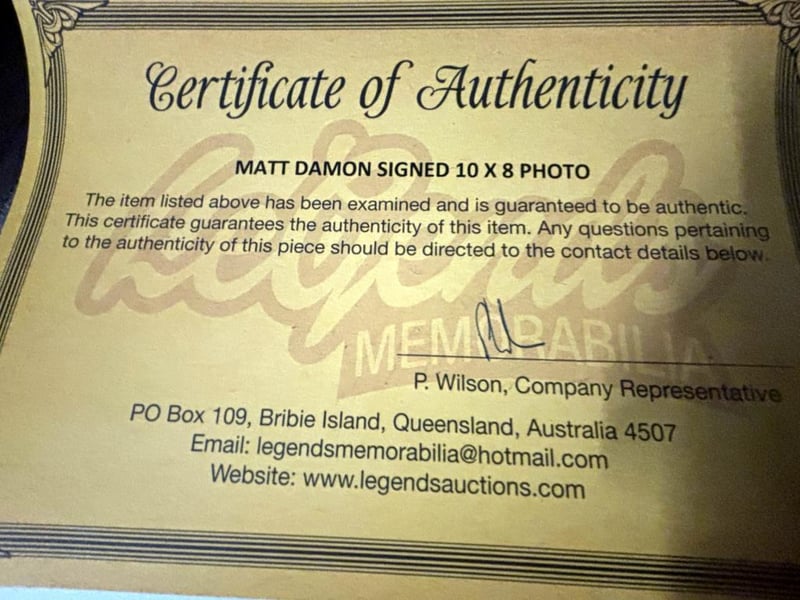 Certificate of Authenticity
MATT DAMON SIGNED 10 X 8 PHOTO
The item listed above has been examined and is guaranteed to be authentic.
This certificate guarantees the authenticity of this item. Any questions pertaining
to the authenticity of this piece should be directed to the contact details below.
Legends
MEMORABILIA
P. Wilson, Company Representative
PO Box 109, Bribie Island, Queensland, Australia 4507
Email: legendsmemorabilia@hotmail.com
Website: www.legendsauctions.com